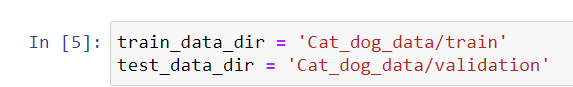 In [5]: train_data_dir = 'Cat_dog_data/train'
test_data_dir = 'Cat_dog_data/validation'